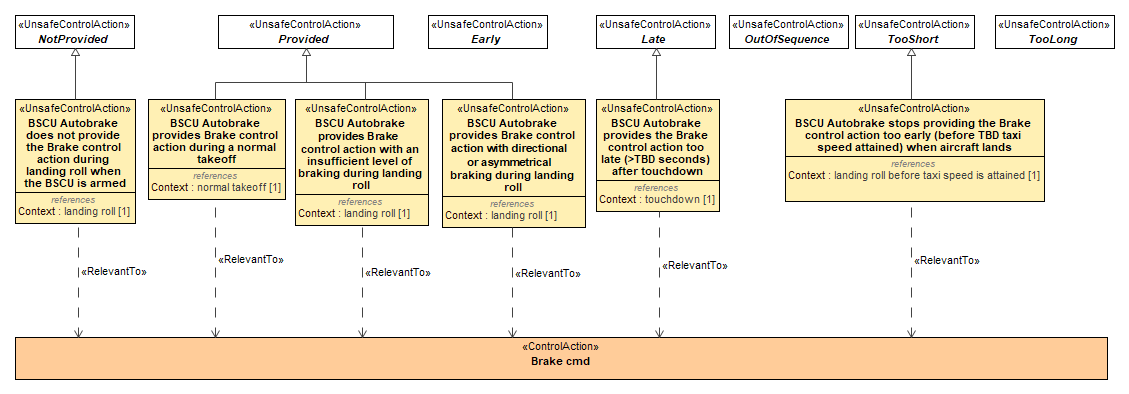 «UnsafeControlAction»
NotProvided
«UnsafeControlAction»
Provided
«UnsafeControlAction»
Early
«UnsafeControlAction»
Late
«UnsafeControlAction»
OutOfSequence
«UnsafeControlAction»
TooShort
«UnsafeControlAction»
TooLong
«UnsafeControlAction»
BSCU Autobrake
does not provide
the Brake control
action during
landing roll when
the BSCU is armed
references
Context : landing roll [1]
«UnsafeControlAction»
BSCU Autobrake
provides Brake control
action during a normal
takeoff
references
Context : normal takeoff [1]
«UnsafeControlAction»
BSCU Autobrake
provides Brake
control action with an
insufficient level of
braking during landing
roll
references
Context : landing roll [1]
«UnsafeControlAction»
BSCU Autobrake
provides Brake control
action with directional
or asymmetrical
braking during landing
roll
references
Context : landing roll [1]
«UnsafeControlAction»
BSCU Autobrake
provides the Brake
control action too
late (>TBD seconds)
after touchdown
references
Context : touchdown [1]
«UnsafeControlAction»
BSCU Autobrake stops providing the Brake
control action too early (before TBD taxi
speed attained) when aircraft lands
references
Context : landing roll before taxi speed is attained [1]
«RelevantTo»
«RelevantTo»
«RelevantTo»
«RelevantTo»
«RelevantTo»
«RelevantTo»
«ControlAction»
Brake cmd